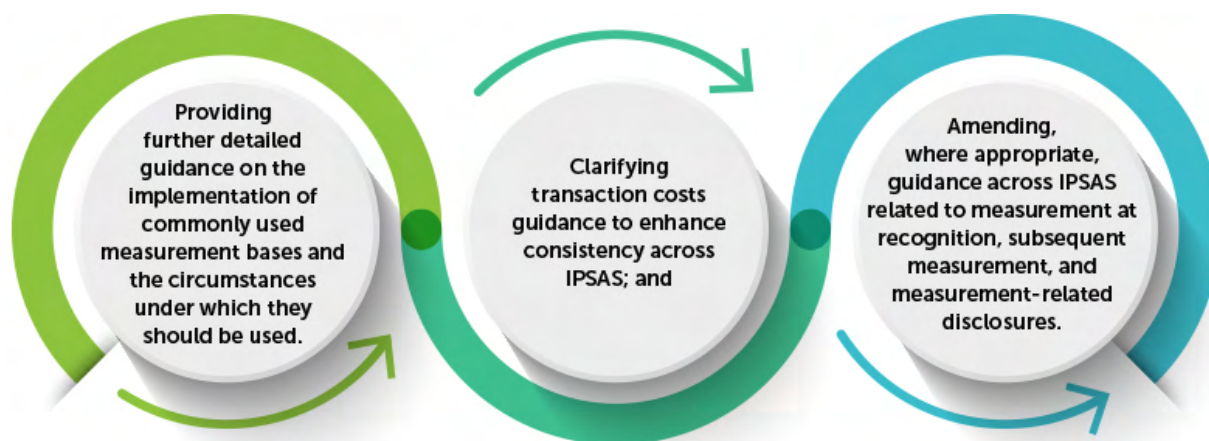 Providing
further detailed
guidance on the
implementation of
commonly used
measurement bases and
the circumstances
under which they
should be used.
Clarifying
transaction costs
guidance to enhance
consistency across
IPSAS; and
Amending,
where appropriate,
guidance across IPSAS
related to measurement at
recognition, subsequent
measurement, and
measurement-related
disclosures.